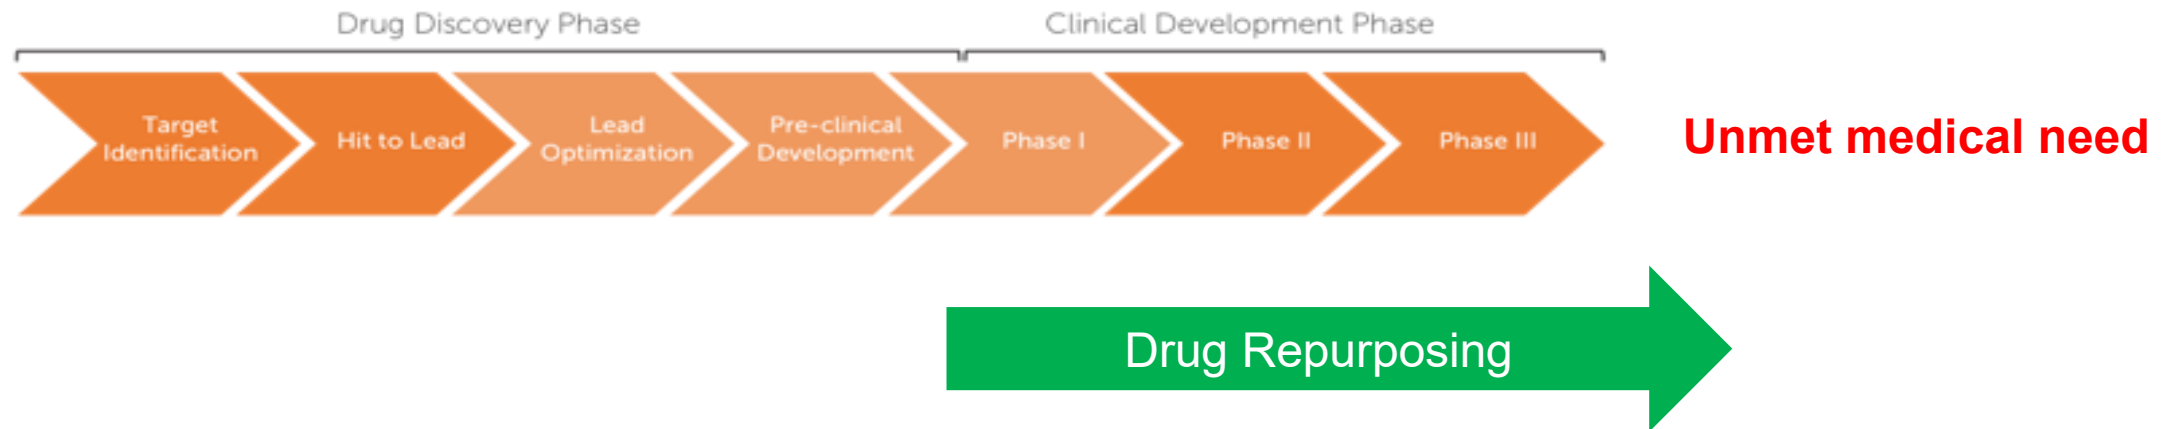 Drug Discovery Phase
Clinical Development Phase
Target
Identification
Hit to Lead
Lead
Optimization
Pre-clinical
Development
Phase I
Phase II
Phase III
Unmet medical need
Drug Repurposing